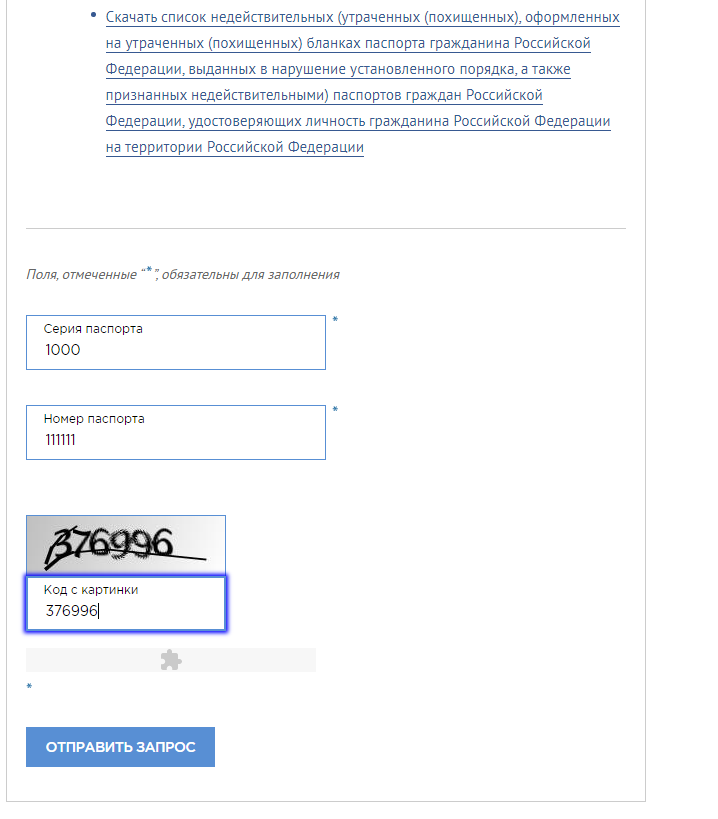 Скачать список недействительных (утраченных (похищенных), оформленных
на утраченных (похищенных) бланках паспорта гражданина Российской
Федерации, выданных в нарушение установленного порядка, а также
признанных недействительными) паспортов граждан Российской
Федерации, удостоверяющих личность гражданина Российской Федерации
на территории Российской Федерации
Поля, отмеченные “*”, обязательны для заполнения
Серия паспорта
*
1000
Номер паспорта
*
111111
376996
Код с картинки
376996
*
ОТПРАВИТЬ ЗАПРОС